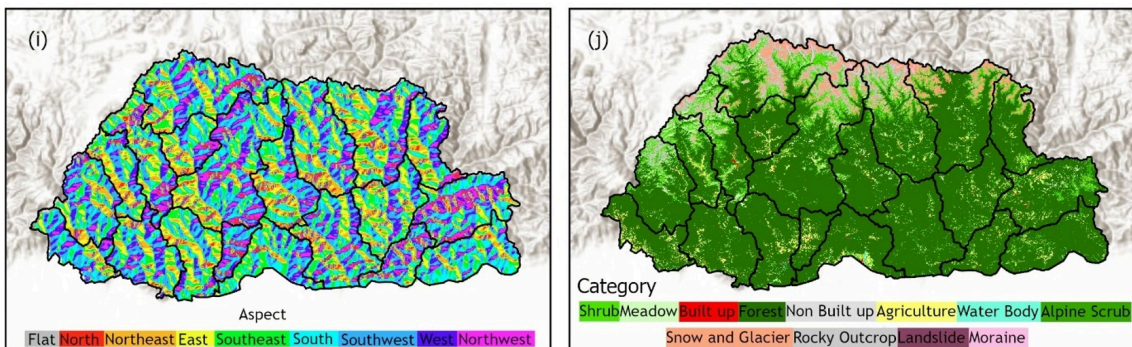 (i)
Aspect
Flat North Northeast East Southeast South Southwest West Northwest
(j)
Category
Shrub Meadow Built up Forest Non Built up Agriculture Water Body Alpine Scrub
Snow and Glacier Rocky Outcrop Landslide Moraine